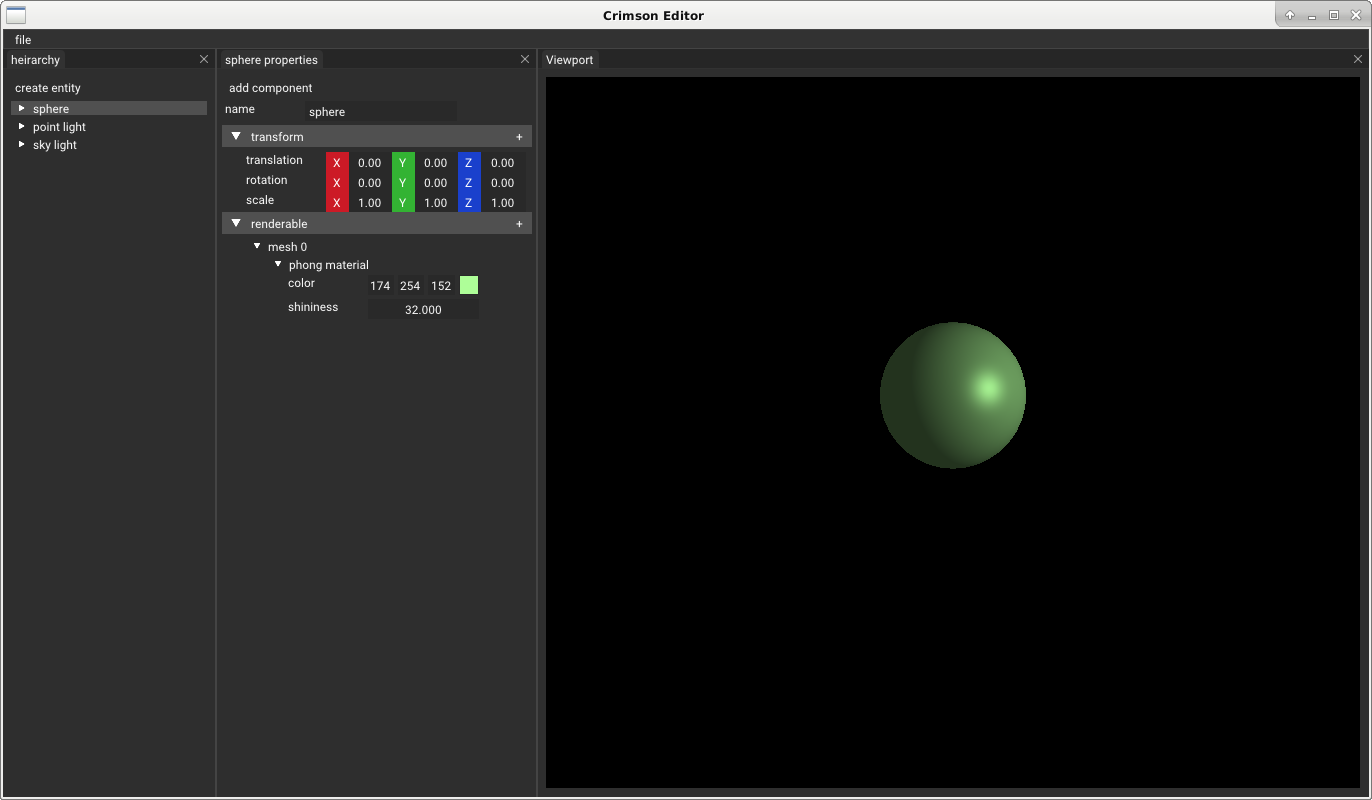 Crimson Editor
file
heirarchy
create entity
sphere
point light
sky light
sphere properties
add component
name sphere
transform +
translation X 0.00 Y 0.00 Z 0.00
rotation X 0.00 Y 0.00 Z 0.00
scale X 1.00 Y 1.00 Z 1.00
renderable +
mesh 0
phong material
color 174 254 152
shininess 32.000
Viewport